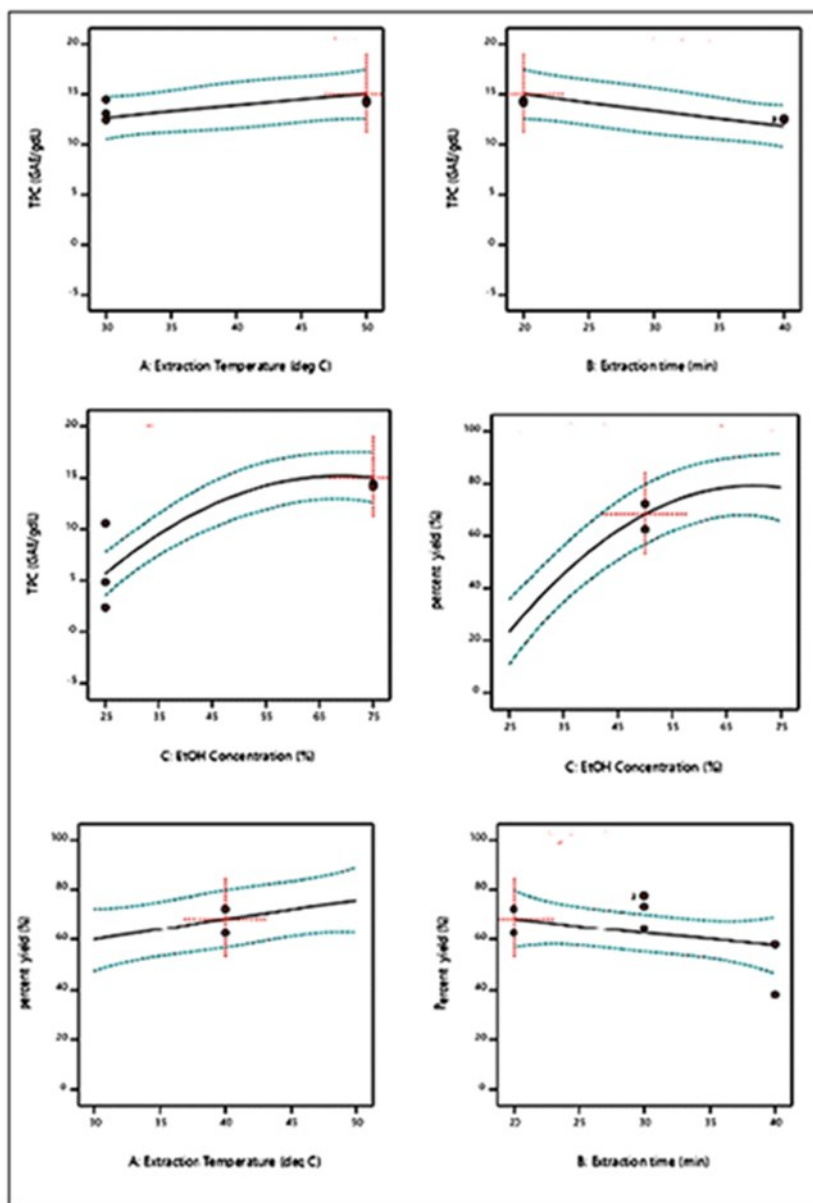 20
15
10
5
0
-5
TPC (GAE/gdL)
30 35 40 45 50
A: Extraction Temperature (deg C)
20
15
10
5
0
-5
TPC (GAE/gdL)
20 25 30 35 40
B: Extraction time (min)
20
15
10
5
0
-5
TPC (GAE/gdL)
25 35 45 55 65 75
C: EtOH Concentration (%)
100
80
60
40
20
0
percent yield (%)
25 35 45 55 65 75
C: EtOH Concentration (%)
100
80
60
40
20
0
percent yield (%)
30 35 40 45 50
A: Extraction Temperature (deg C)
100
80
60
40
20
0
Percent yield (%)
20 25 30 35 40
B: Extraction time (min)